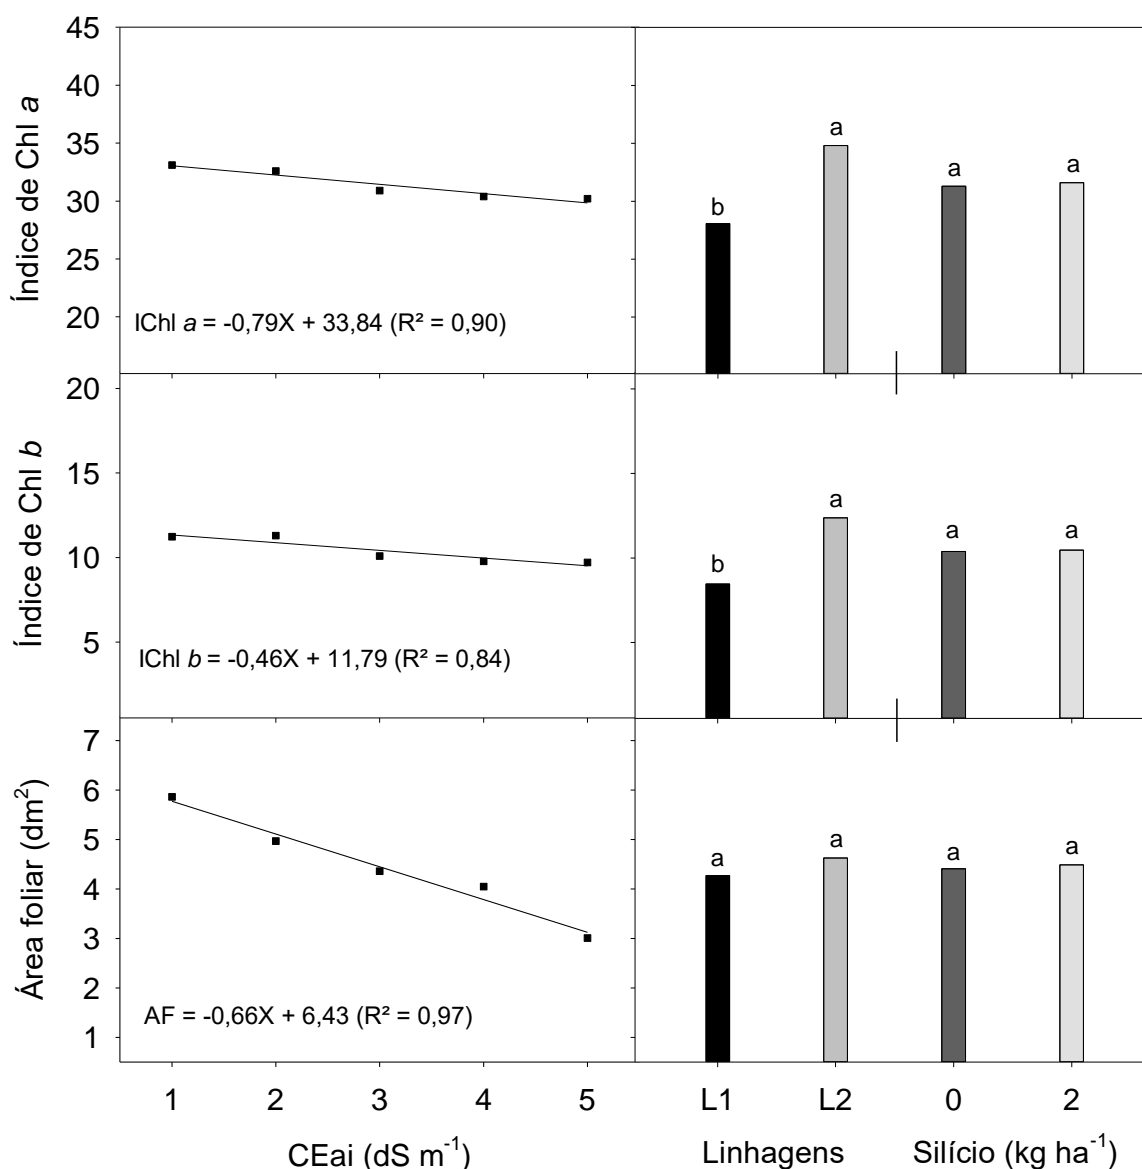 Índice de Chl a
45
40
35
30
25
20
IChl a = -0,79X + 33,84 (R² = 0,90)
b
a
a
a
Índice de Chl b
20
15
10
5
IChl b = -0,46X + 11,79 (R² = 0,84)
b
a
a
a
Área foliar (dm²)
7
6
5
4
3
2
1
AF = -0,66X + 6,43 (R² = 0,97)
a
a
a
a
1 2 3 4 5
L1 L2 0 2
CEai (dS m⁻¹)
Linhagens
Silício (kg ha⁻¹)